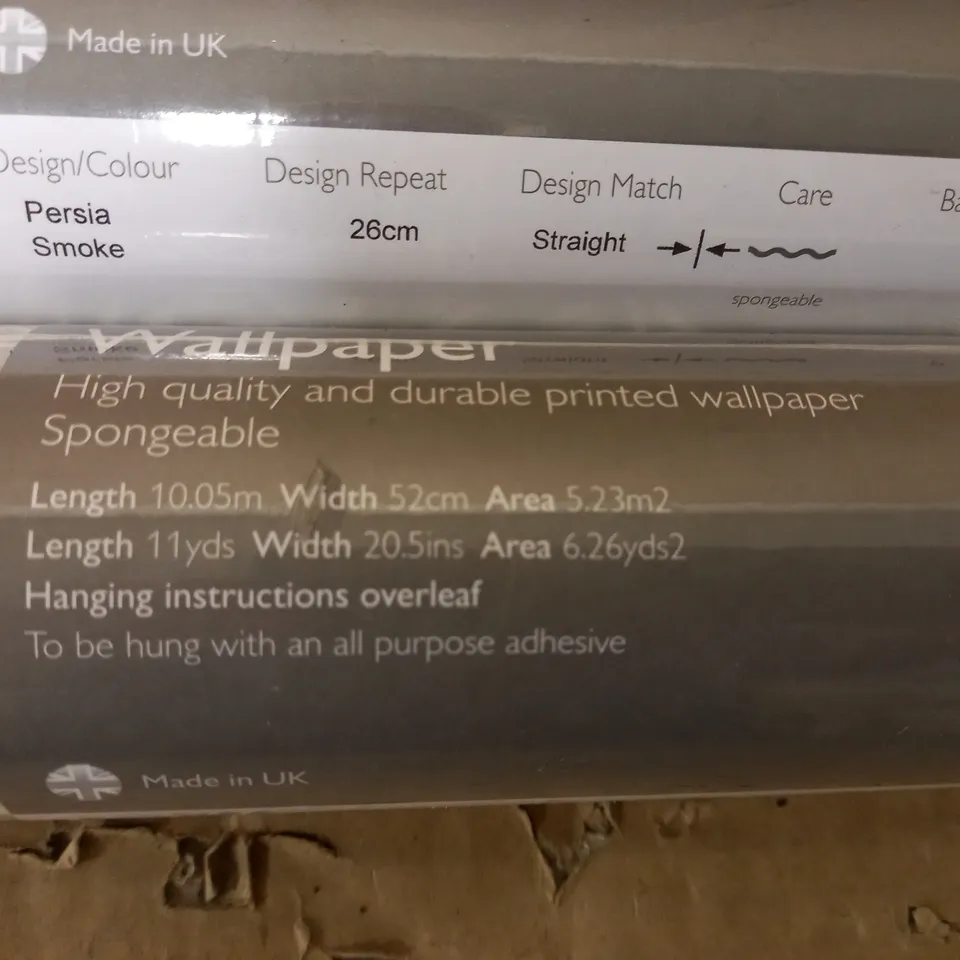 Made in UK
Design/Colour Design Repeat Design Match Care
Persia 26cm Straight
Smoke
spongeable
Wallpaper
High quality and durable printed wallpaper
Spongeable
Length 10.05m Width 52cm Area 5.23m2
Length 11yds Width 20.5ins Area 6.26yds2
Hanging instructions overleaf
To be hung with an all purpose adhesive
Made in UK